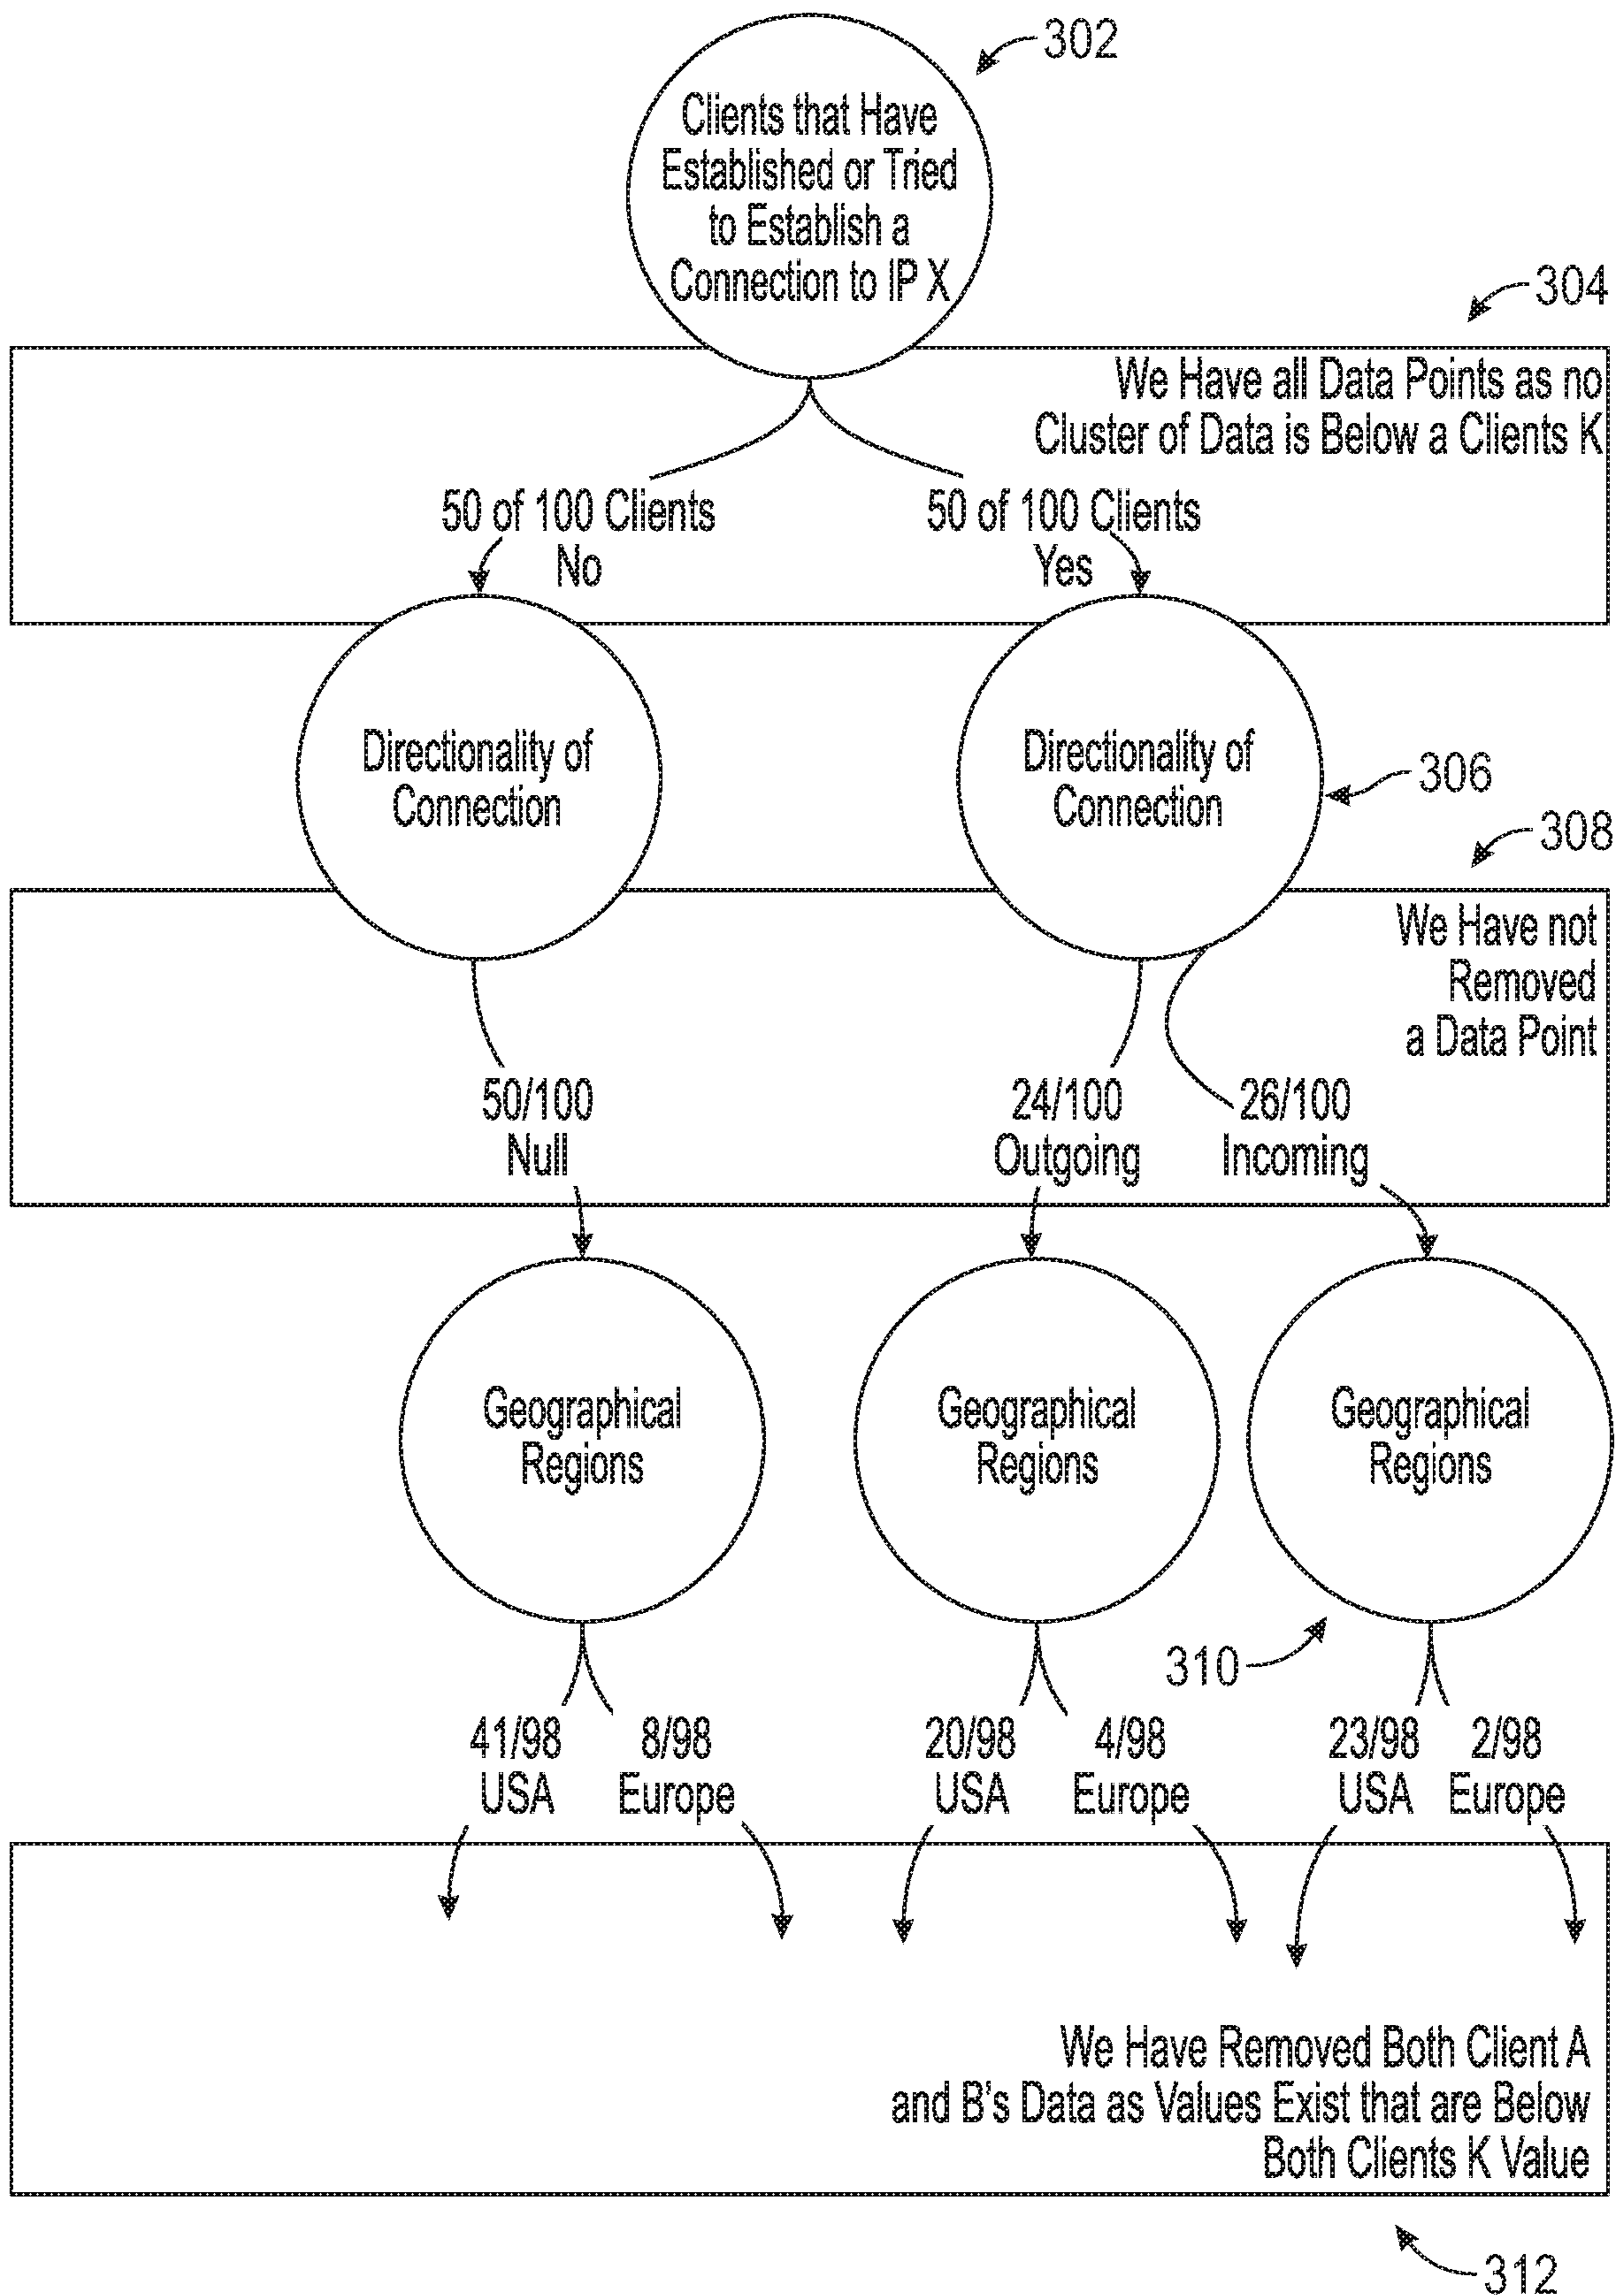 302
Clients that Have
Established or Tried
to Establish a
Connection to IP X
304
We Have all Data Points as no
Cluster of Data is Below a Clients K
50 of 100 Clients
No
50 of 100 Clients
Yes
Directionality of
Connection
Directionality of
Connection
306
308
We Have not
Removed
a Data Point
50/100
Null
24/100
Outgoing
26/100
Incoming
Geographical
Regions
Geographical
Regions
Geographical
Regions
310
41/98
USA
8/98
Europe
20/98
USA
4/98
Europe
23/98
USA
2/98
Europe
We Have Removed Both Client A
and B's Data as Values Exist that are Below
Both Clients K Value
312